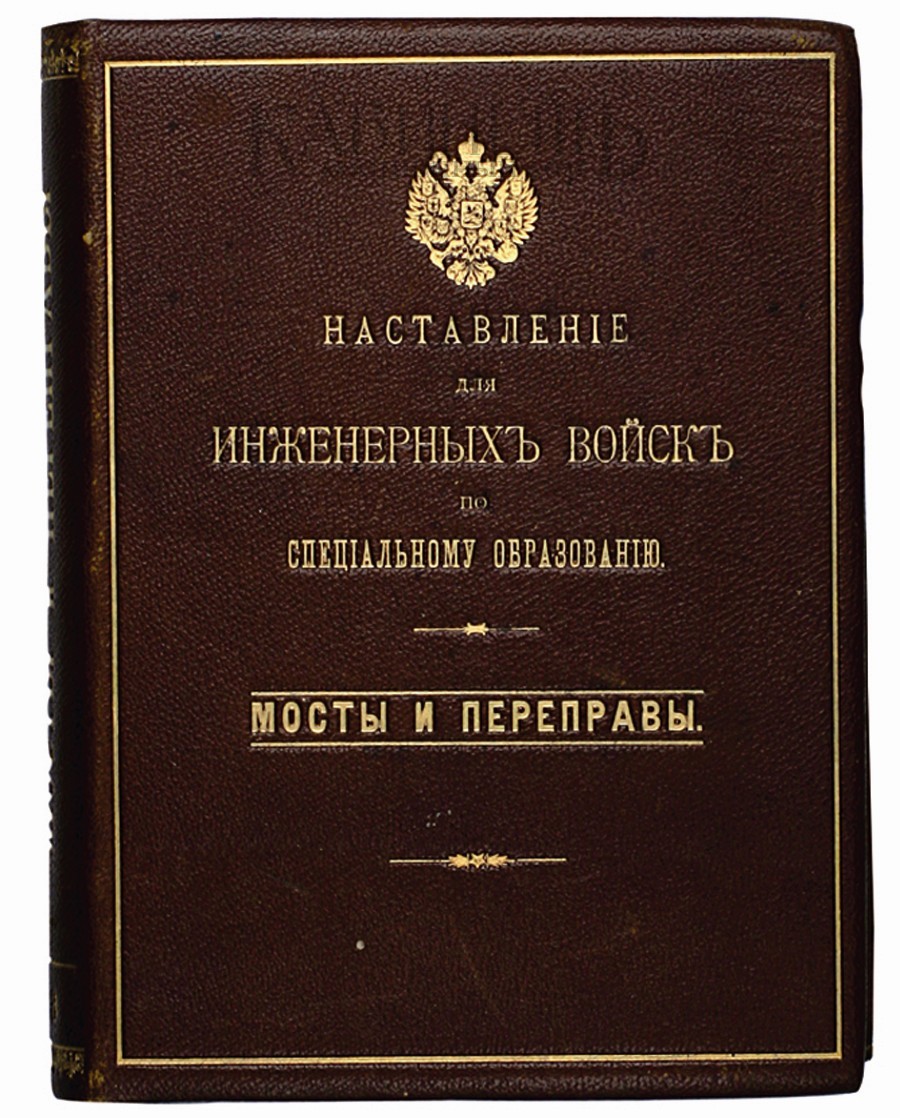 НАСТАВЛЕНІЕ
для
ИНЖЕНЕРНЫХЪ ВОЙСКЪ
по
СПЕЦІАЛЬНОМУ ОБРАЗОВАНІЮ.
МОСТЫ И ПЕРЕПРАВЫ.